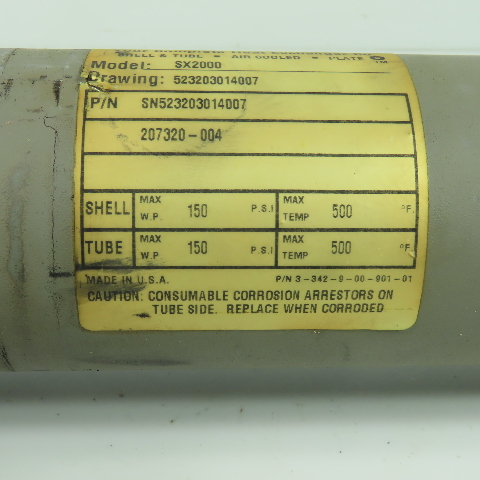 SHELL & TUBE • AIR COOLED • PLATE
Model: SX2000
Drawing: 523203014007
P/N SN523203014007
207320-004
SHELL MAX W.P. 150 P.S.I MAX TEMP 500 °F.
TUBE MAX W.P. 150 P.S.I MAX TEMP 500 °F.
MADE IN U.S.A. P/N 3-342-9-00-901-01
CAUTION: CONSUMABLE CORROSION ARRESTORS ON
TUBE SIDE. REPLACE WHEN CORRODED